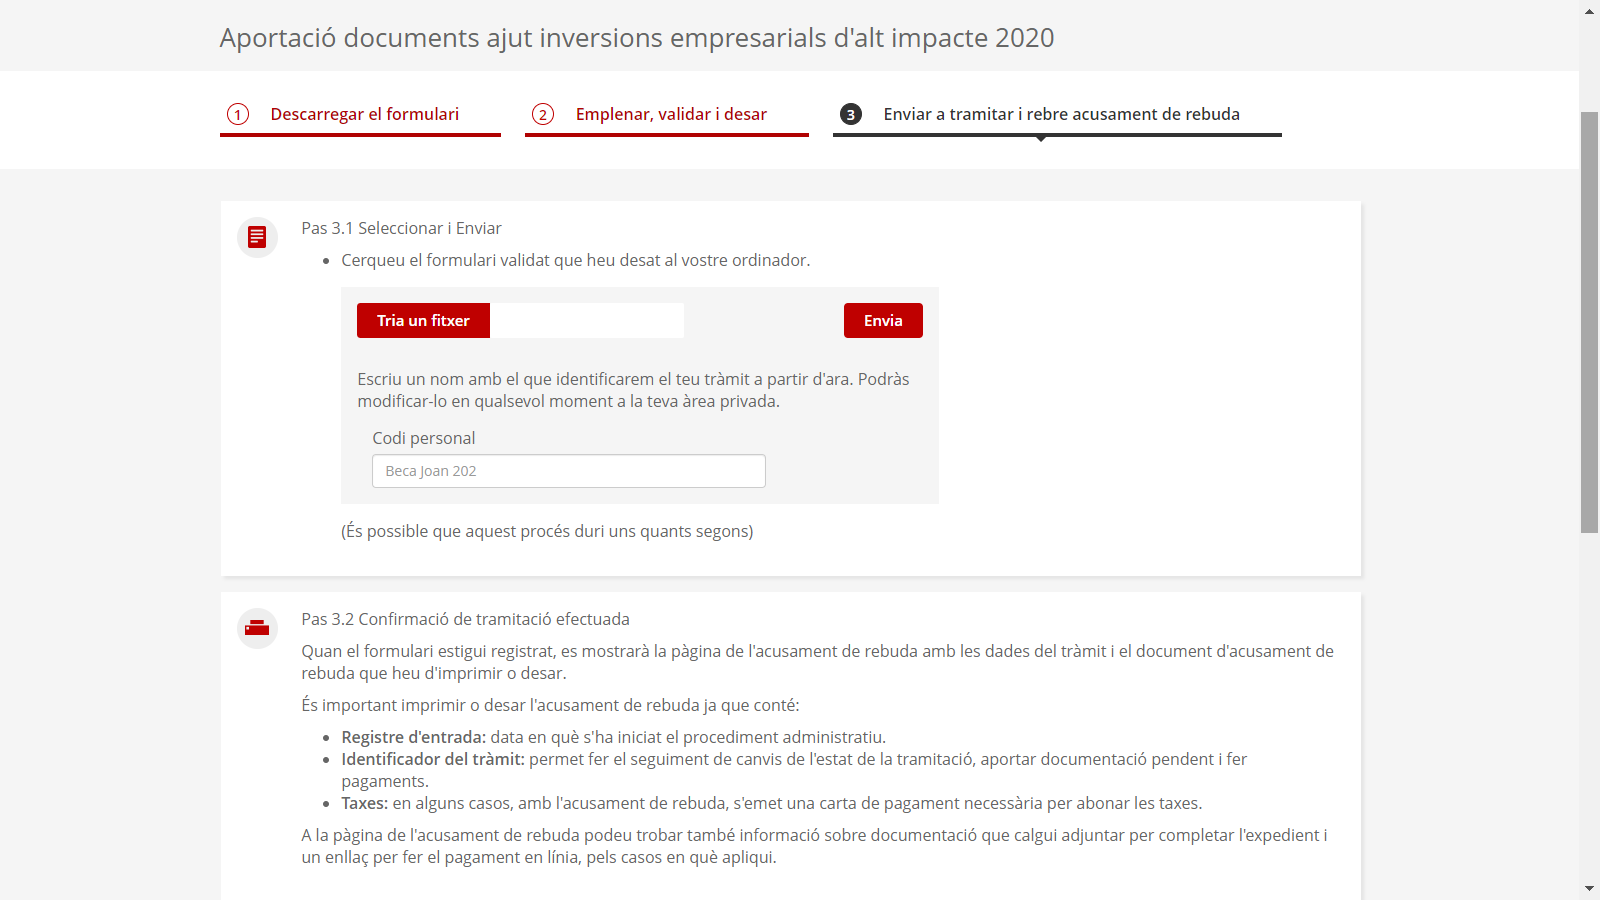 Aportació documents ajut inversions empresarials d'alt impacte 2020
1 Descarregar el formulari
2 Emplenar, validar i desar
3 Enviar a tramitar i rebre acusament de rebuda
Pas 3.1 Seleccionar i Enviar
Cerqueu el formulari validat que heu desat al vostre ordinador.
Tria un fitxer
Envia
Escriu un nom amb el que identificarem el teu tràmit a partir d'ara. Podràs
modificar-lo en qualsevol moment a la teva àrea privada.
Codi personal
Beca Joan 202
(És possible que aquest procés duri uns quants segons)
Pas 3.2 Confirmació de tramitació efectuada
Quan el formulari estigui registrat, es mostrarà la pàgina de l'acusament de rebuda amb les dades del tràmit i el document d'acusament de
rebuda que heu d'imprimir o desar.
És important imprimir o desar l'acusament de rebuda ja que conté:
Registre d'entrada: data en què s'ha iniciat el procediment administratiu.
Identificador del tràmit: permet fer el seguiment de canvis de l'estat de la tramitació, aportar documentació pendent i fer
pagaments.
Taxes: en alguns casos, amb l'acusament de rebuda, s'emet una carta de pagament necessària per abonar les taxes.
A la pàgina de l'acusament de rebuda podeu trobar també informació sobre documentació que calgui adjuntar per completar l'expedient i
un enllaç per fer el pagament en línia, pels casos en què apliqui.